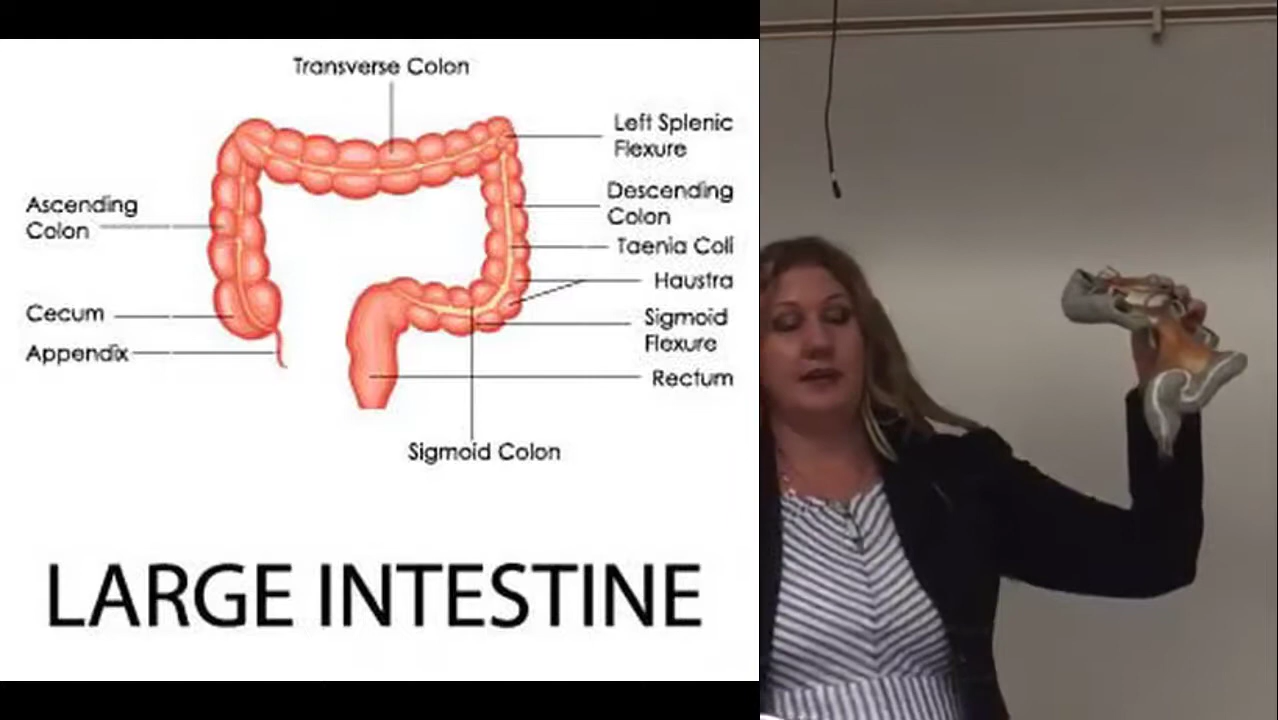 Transverse Colon
Left Splenic
Flexure
Ascending
Colon
Descending
Colon
Taenia Coli
Haustra
Cecum
Sigmoid
Flexure
Appendix
Rectum
Sigmoid Colon
LARGE INTESTINE